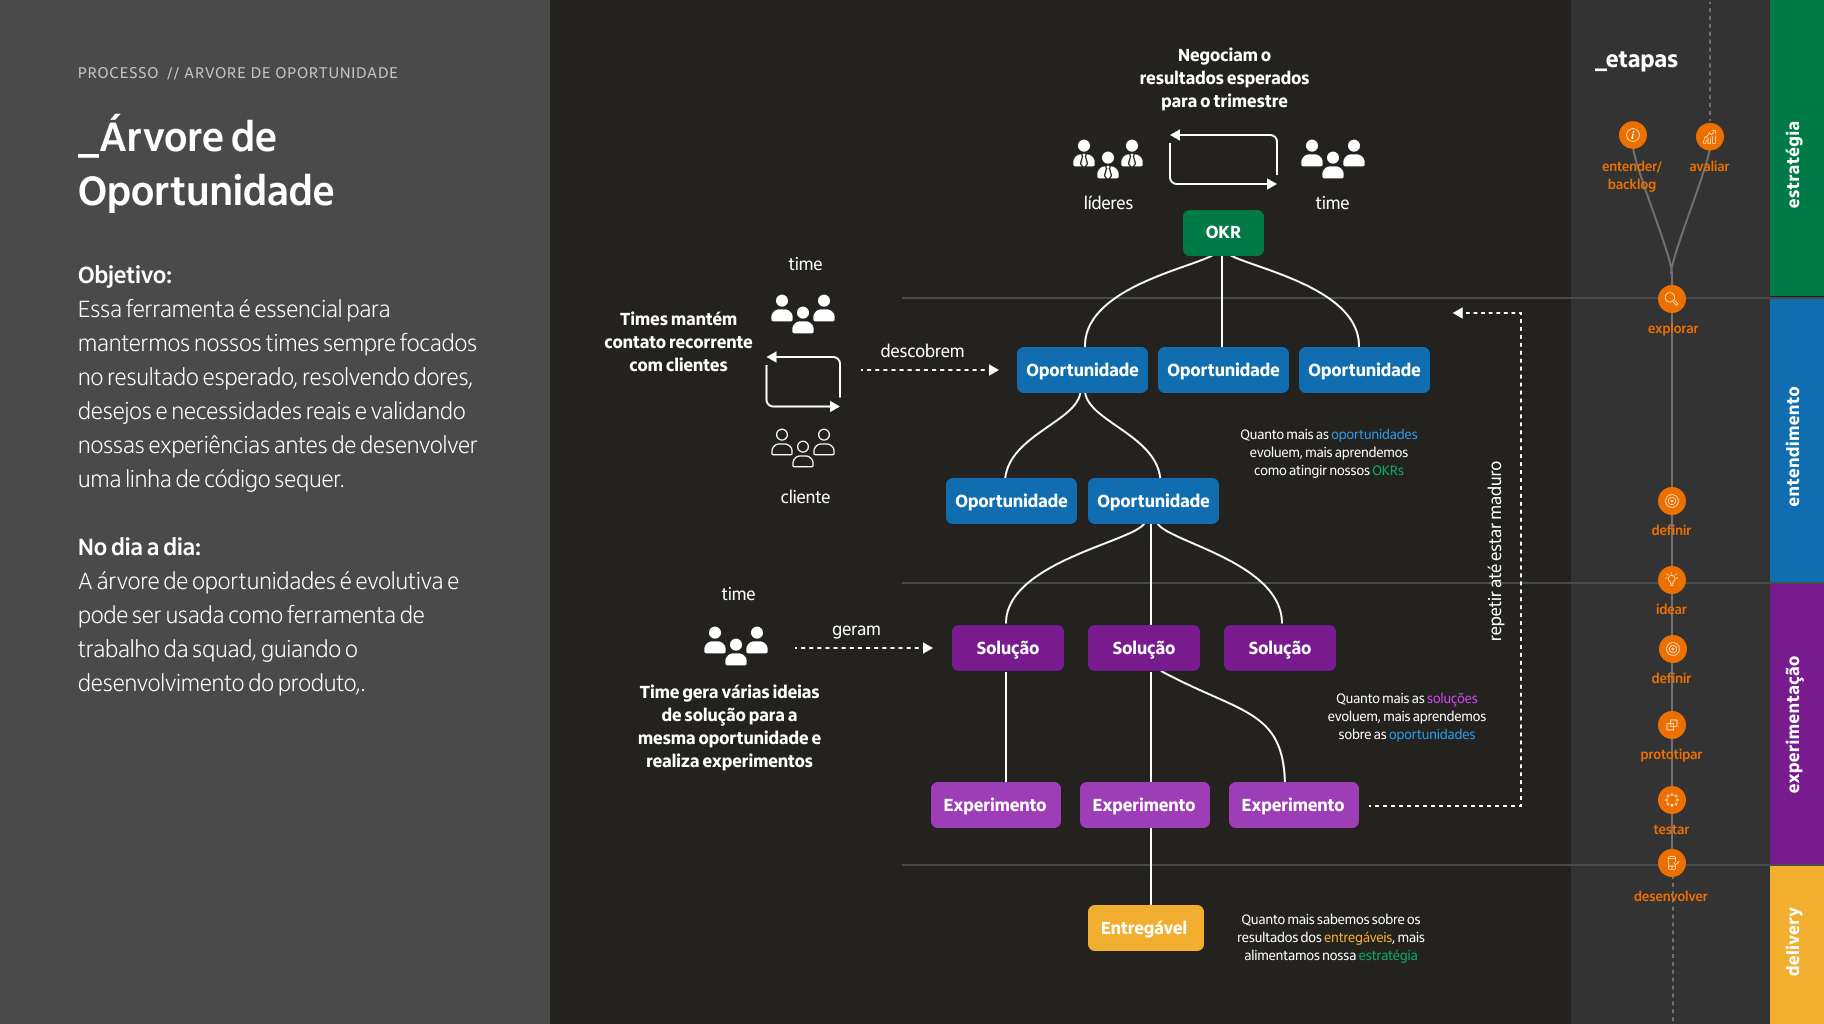 PROCESSO // ARVORE DE OPORTUNIDADE
_Árvore de
Oportunidade
Objetivo:
Essa ferramenta é essencial para
mantermos nossos times sempre focados
no resultado esperado, resolvendo dores,
desejos e necessidades reais e validando
nossas experiências antes de desenvolver
uma linha de código sequer.
No dia a dia:
A árvore de oportunidades é evolutiva e
pode ser usada como ferramenta de
trabalho da squad, guiando o
desenvolvimento do produto,.
Negociam o
resultados esperados
para o trimestre
líderes
time
OKR
time
Times mantém
contato recorrente
com clientes
cliente
descobrem
Oportunidade
Oportunidade
Oportunidade
Quanto mais as oportunidades
evoluem, mais aprendemos
como atingir nossos OKRs
Oportunidade
Oportunidade
repetir até estar maduro
time
geram
Time gera várias ideias
de solução para a
mesma oportunidade e
realiza experimentos
Solução
Solução
Solução
Quanto mais as soluções
evoluem, mais aprendemos
sobre as oportunidades
Experimento
Experimento
Experimento
Entregável
Quanto mais sabemos sobre os
resultados dos entregáveis, mais
alimentamos nossa estratégia
_etapas
entender/
backlog
avaliar
explorar
definir
idear
definir
prototipar
testar
desenvolver
estratégia
entendimento
experimentação
delivery